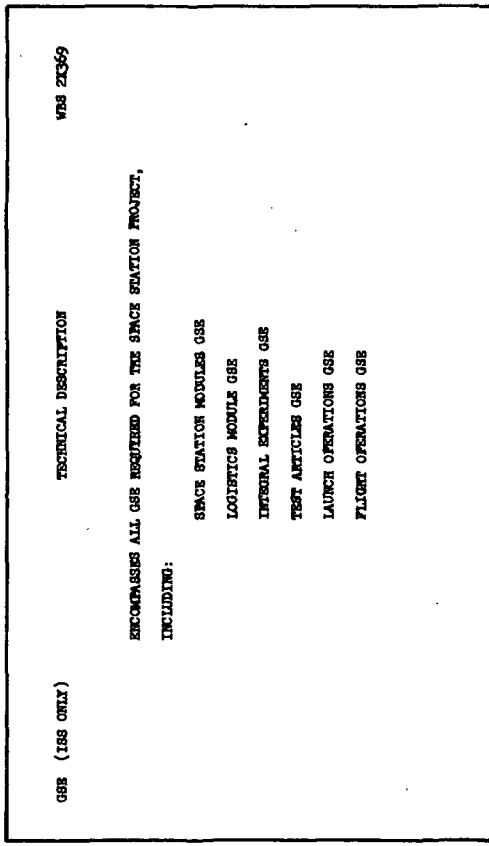 GSE (ISS ONLY) TECHNICAL DESCRIPTION WBS 2X369
ENCOMPASSES ALL GSE REQUIRED FOR THE SPACE STATION PROJECT,
INCLUDING:
SPACE STATION MODULES GSE
LOGISTICS MODULE GSE
INTEGRAL EXPERIMENTS GSE
TEST ARTICLES GSE
LAUNCH OPERATIONS GSE
FLIGHT OPERATIONS GSE